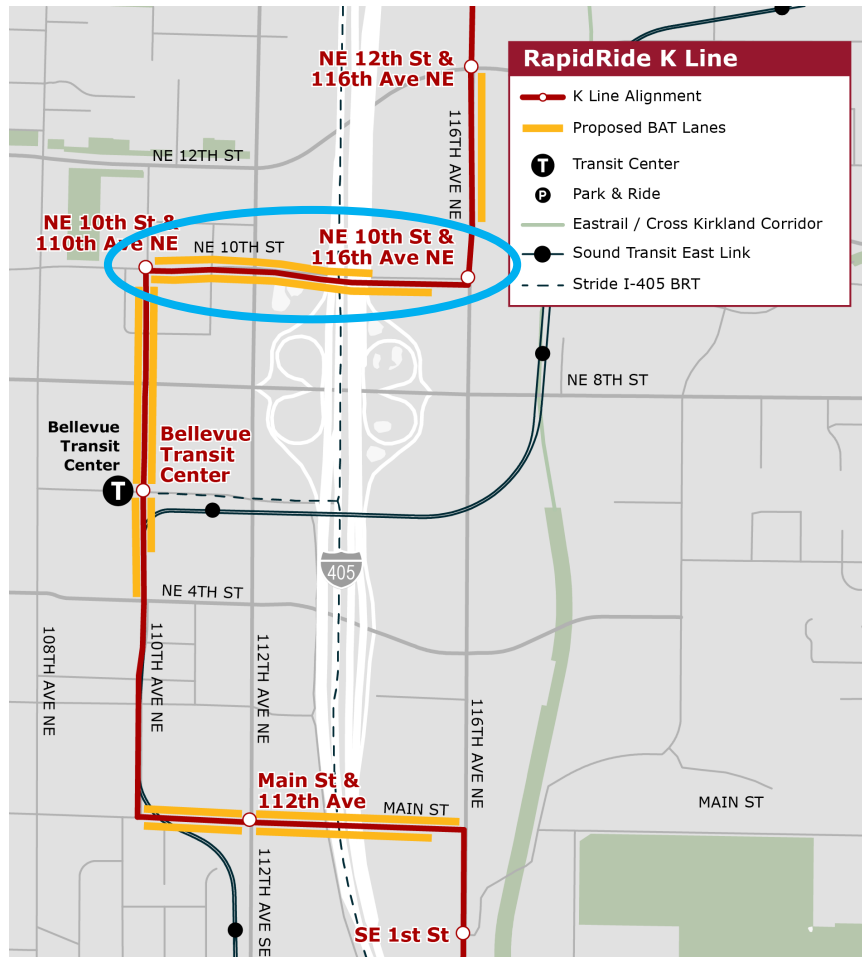 NE 12th St &
116th Ave NE
RapidRide K Line
K Line Alignment
Proposed BAT Lanes
T
Transit Center
P
Park & Ride
Eastrail / Cross Kirkland Corridor
Sound Transit East Link
Stride I-405 BRT
116TH AVE NE
NE 12TH ST
NE 10th St &
110th Ave NE
NE 10TH ST
NE 10th St &
116th Ave NE
NE 8TH ST
Bellevue
Transit
Center
T
Bellevue
Transit
Center
405
NE 4TH ST
108TH AVE NE
110TH AVE NE
112TH AVE NE
116TH AVE NE
Main St &
112th Ave
MAIN ST
MAIN ST
112TH AVE SE
SE 1st St